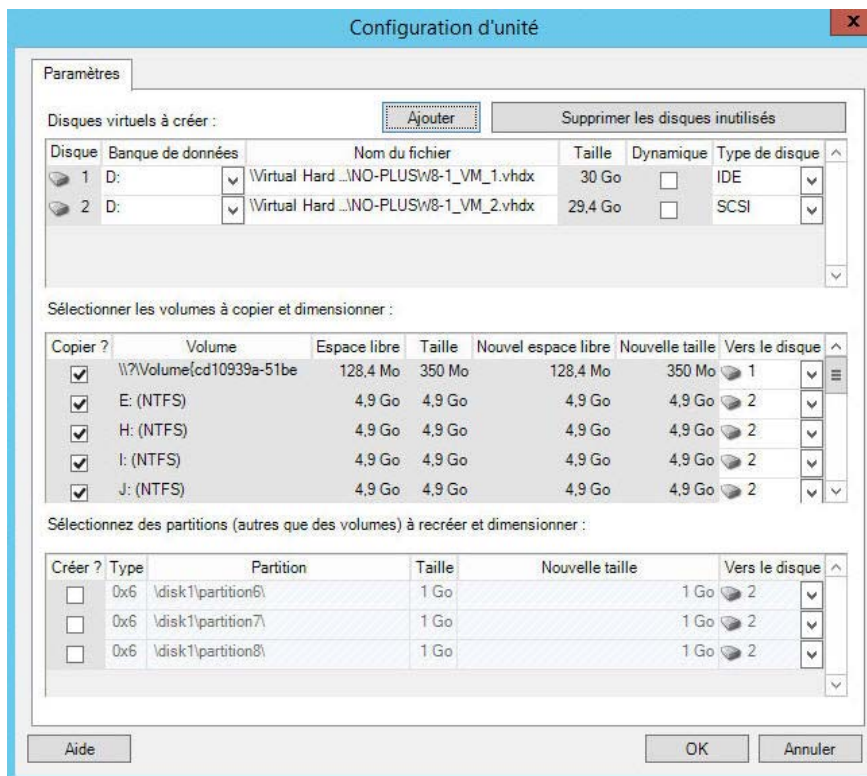 Configuration d'unité
x
Paramètres
Disques virtuels à créer : Ajouter Supprimer les disques inutilisés
Disque Banque de données Nom du fichier Taille Dynamique Type de disque
1 D: \Virtual Hard ...\NO-PLUSW8-1_VM_1.vhdx 30 Go IDE
2 D: \Virtual Hard ...\NO-PLUSW8-1_VM_2.vhdx 29,4 Go SCSI
Sélectionner les volumes à copier et dimensionner :
Copier ? Volume Espace libre Taille Nouvel espace libre Nouvelle taille Vers le disque
\\?\Volume{cd10939a-51be 128,4 Mo 350 Mo 128,4 Mo 350 Mo 1
E: (NTFS) 4,9 Go 4,9 Go 4,9 Go 4,9 Go 2
H: (NTFS) 4,9 Go 4,9 Go 4,9 Go 4,9 Go 2
I: (NTFS) 4,9 Go 4,9 Go 4,9 Go 4,9 Go 2
J: (NTFS) 4,9 Go 4,9 Go 4,9 Go 4,9 Go 2
Sélectionnez des partitions (autres que des volumes) à recréer et dimensionner :
Créer ? Type Partition Taille Nouvelle taille Vers le disque
0x6 \disk1\partition6\ 1 Go 1 Go 2
0x6 \disk1\partition7\ 1 Go 1 Go 2
0x6 \disk1\partition8\ 1 Go 1 Go 2
Aide OK Annuler